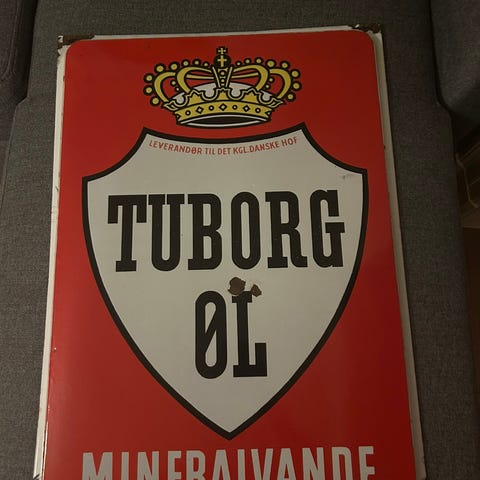 LEVERANDØR TIL DET KGL. DANSKE HOF
TUBORG
ØL
MINERALVANDE